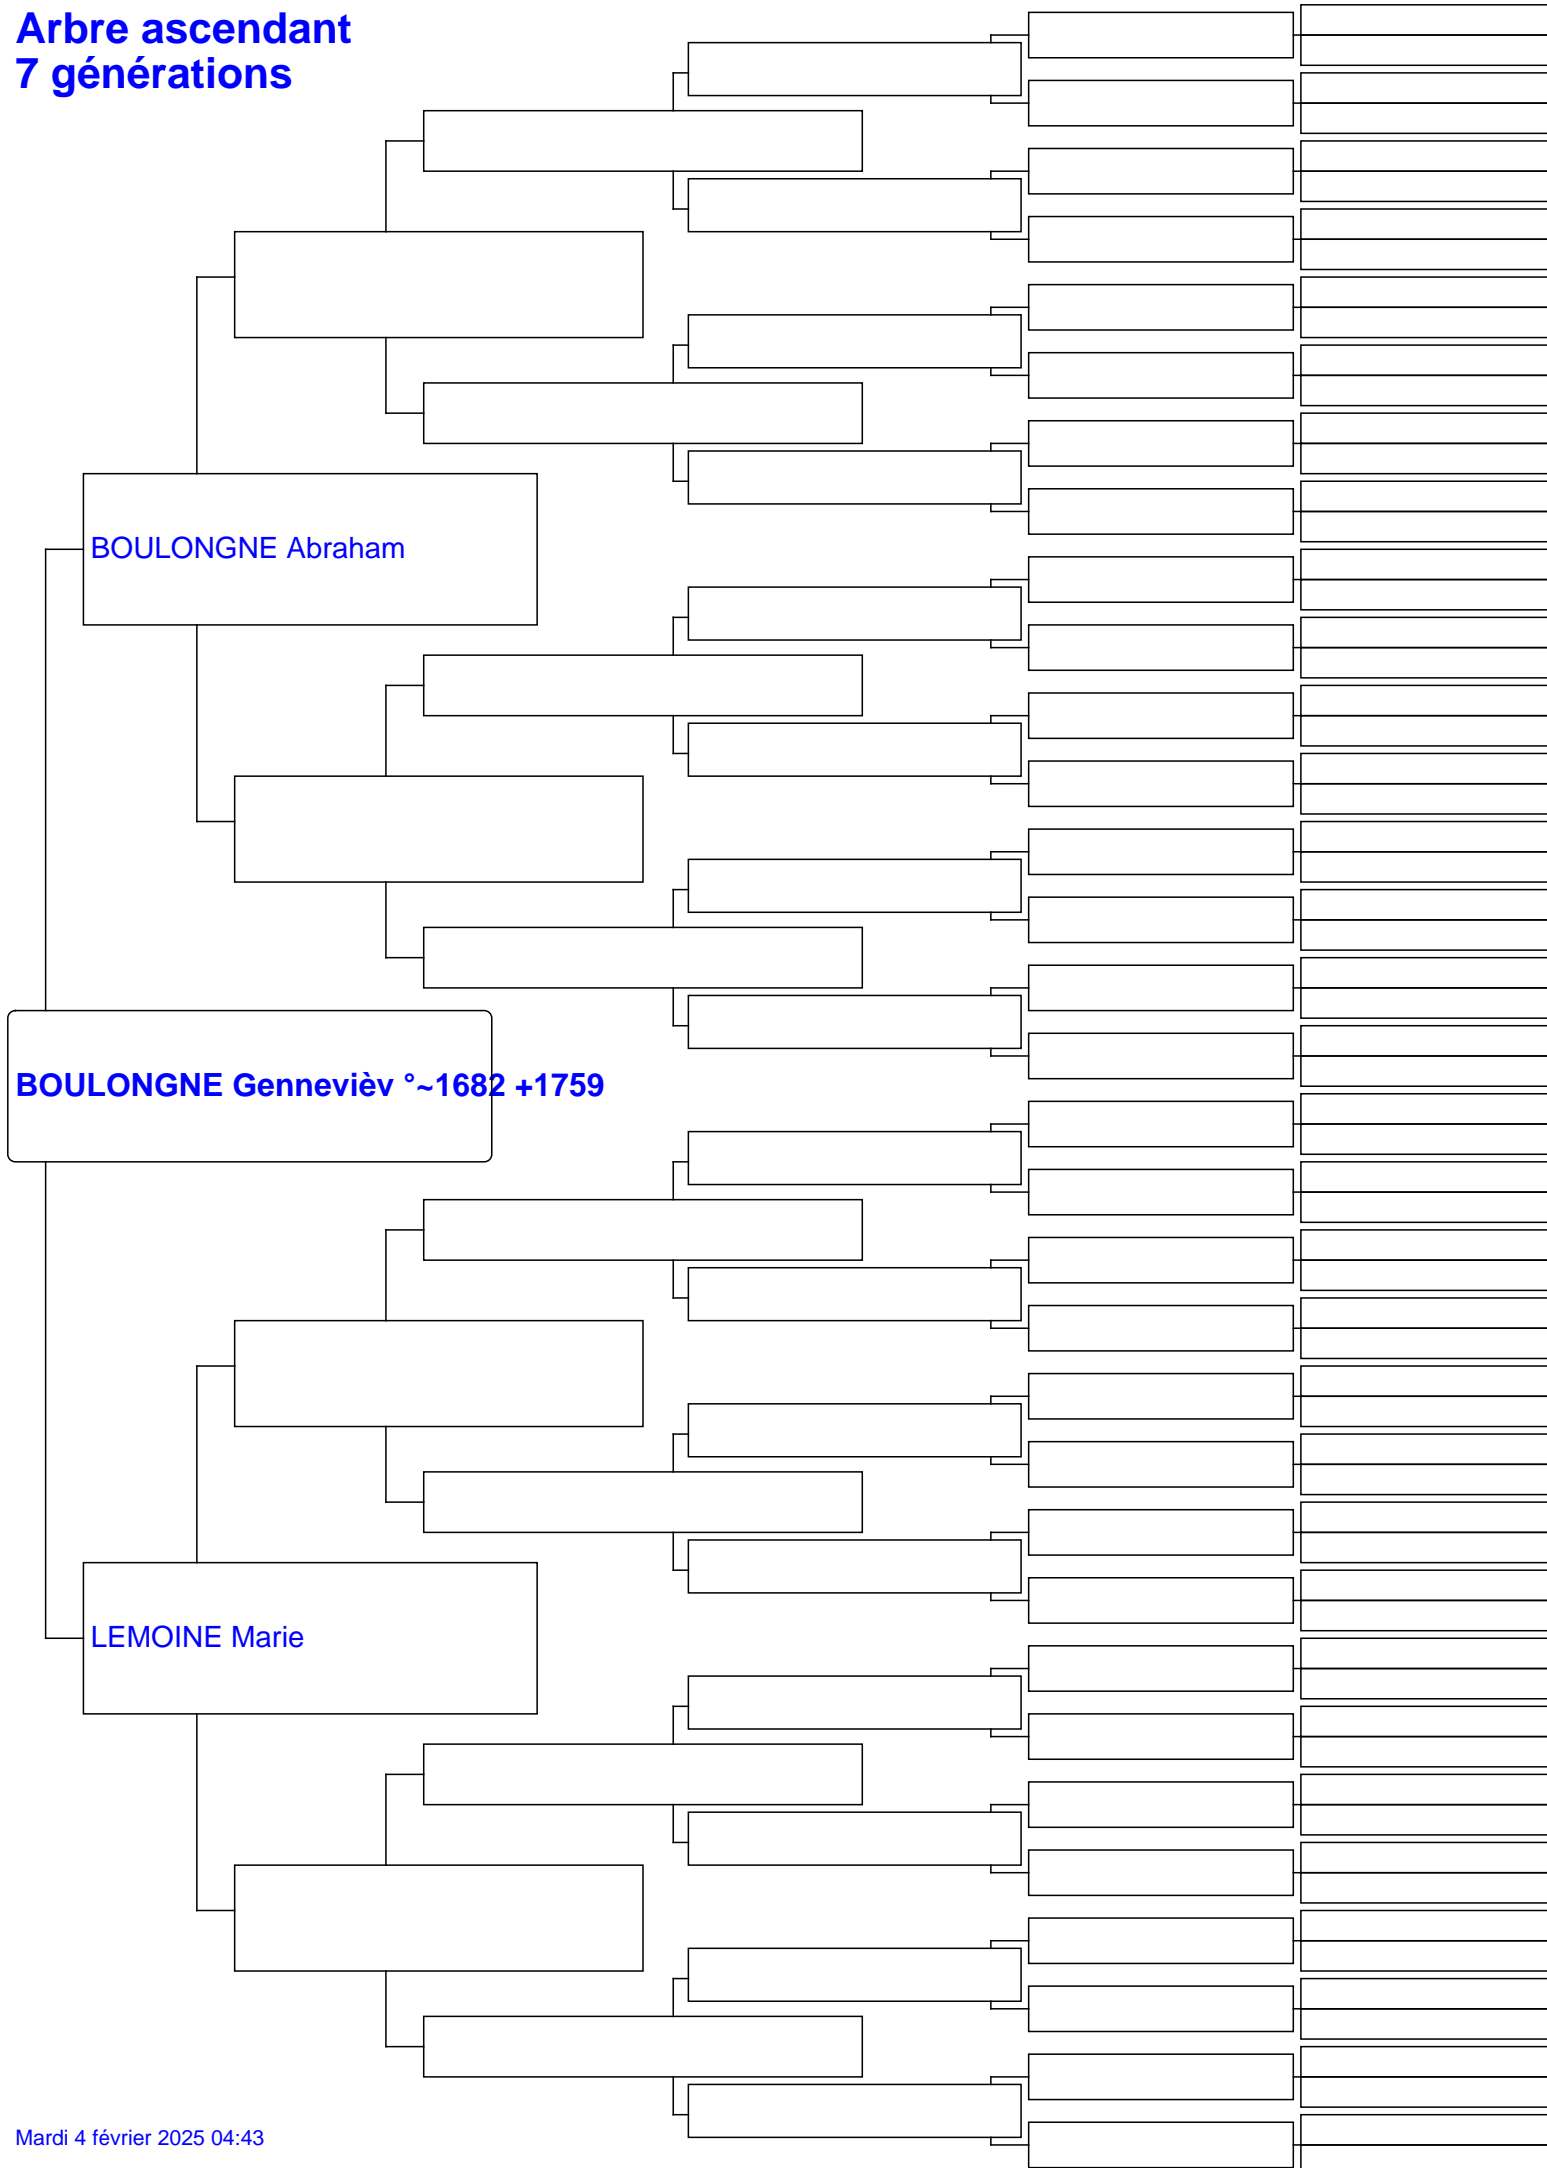 Arbre ascendant
7 générations
BOULONGNE Abraham
BOULONGNE Gennevièv °~1682 +1759
LEMOINE Marie
Mardi 4 février 2025 04:43